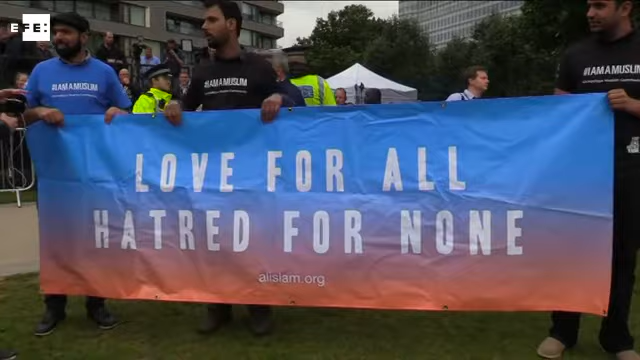 EFE:
#IAMAMUSLIM
#IAMAMUSLIM
#IAMAMUSLIM
LOVE FOR ALL
HATRED FOR NONE
alislam.org